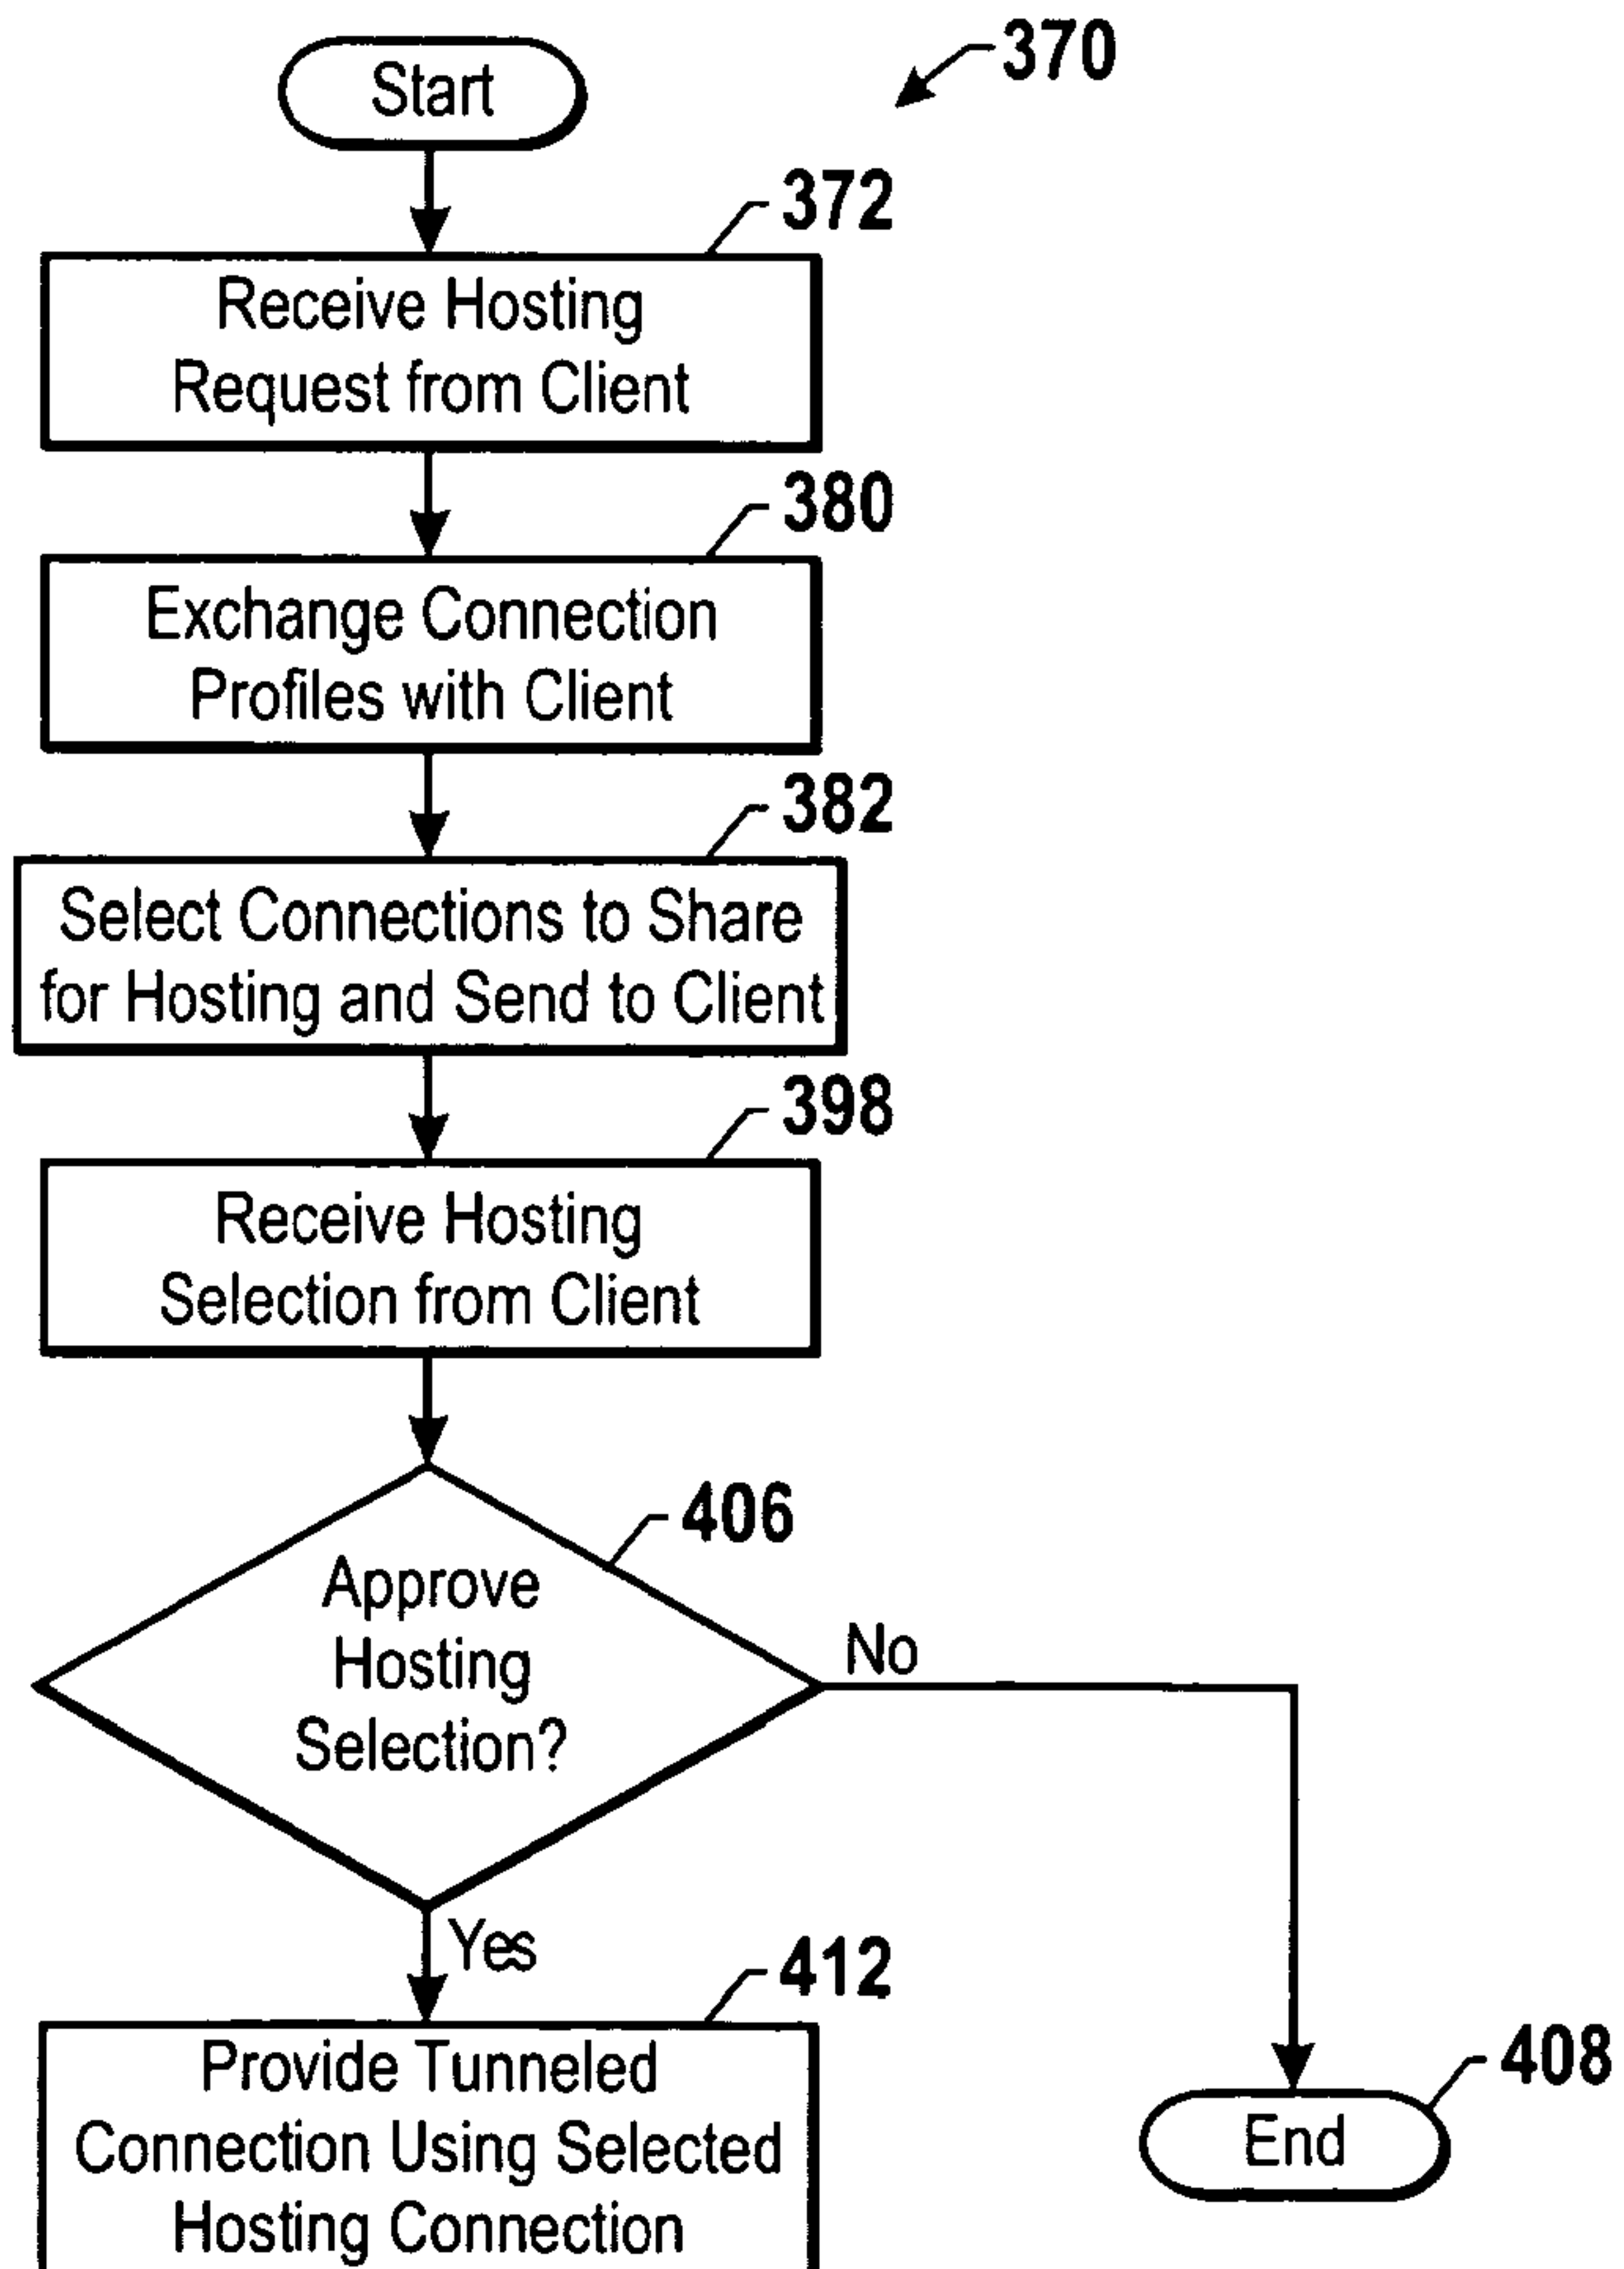 Start
370
372
Receive Hosting
Request from Client
380
Exchange Connection
Profiles with Client
382
Select Connections to Share
for Hosting and Send to Client
398
Receive Hosting
Selection from Client
406
Approve
Hosting
Selection?
No
Yes
412
Provide Tunneled
Connection Using Selected
Hosting Connection
408
End